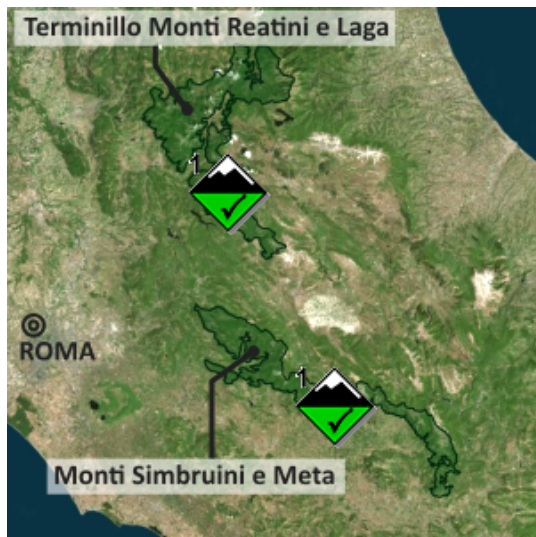 Terminillo Monti Reatini e Laga
1
ROMA
1
Monti Simbruini e Meta